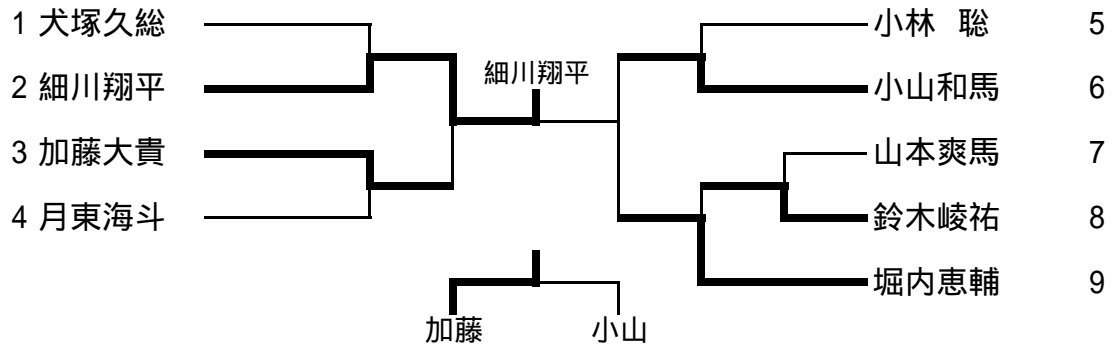 1 犬塚久総
2 細川翔平
3 加藤大貴
4 月東海斗
細川翔平
小林 聡 5
小山和馬 6
山本爽馬 7
鈴木崚祐 8
堀内恵輔 9
加藤 小山